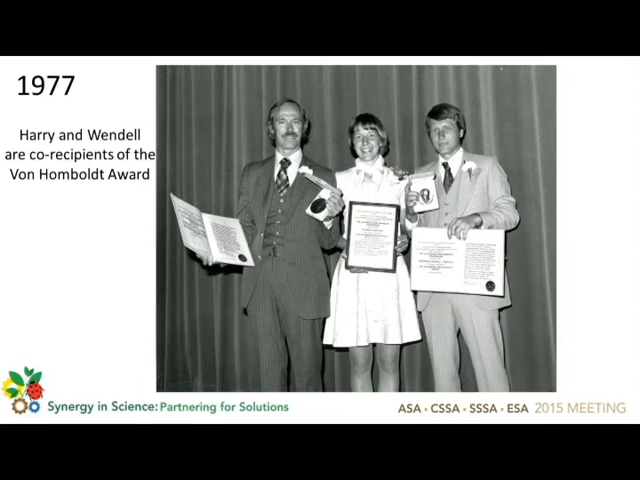 1977
Harry and Wendell
are co-recipients of the
Von Homboldt Award
Synergy in Science: Partnering for Solutions
ASA • CSSA • SSSA • ESA 2015 MEETING